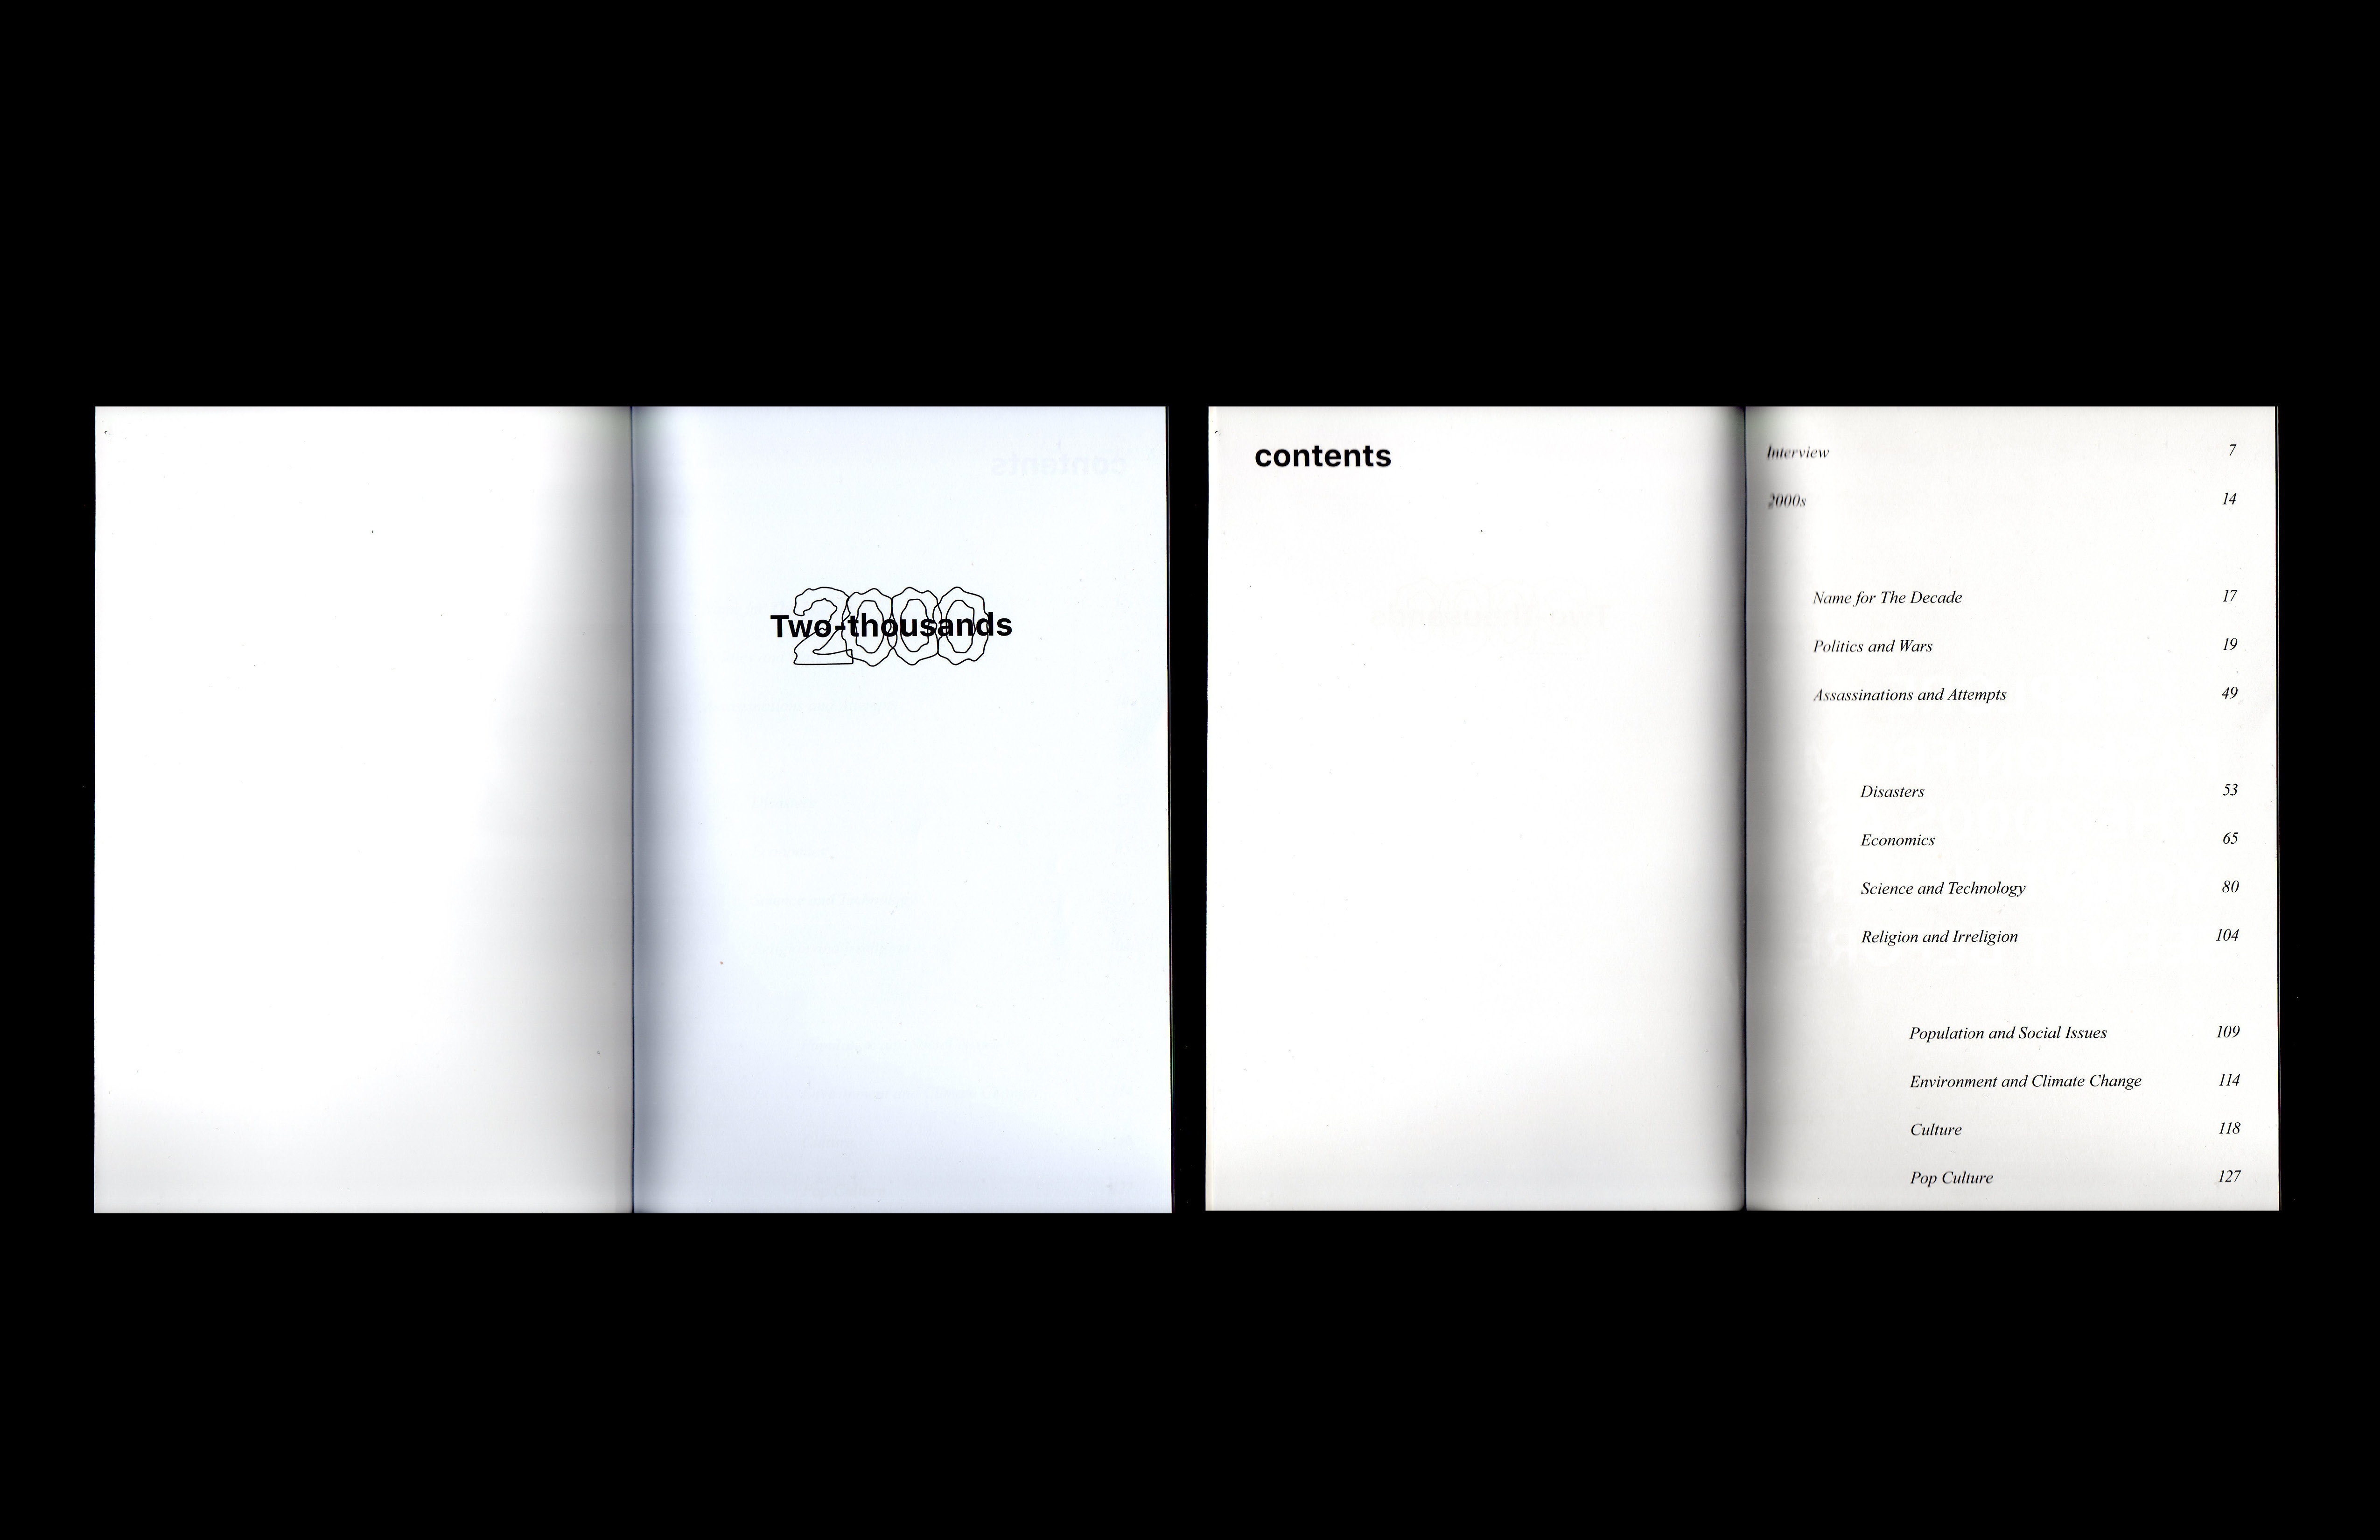 2000
Two-thousands
contents
Interview 7
2000s 14
Name for The Decade 17
Politics and Wars 19
Assassinations and Attempts 49
Disasters 53
Economics 65
Science and Technology 80
Religion and Irreligion 104
Population and Social Issues 109
Environment and Climate Change 114
Culture 118
Pop Culture 127